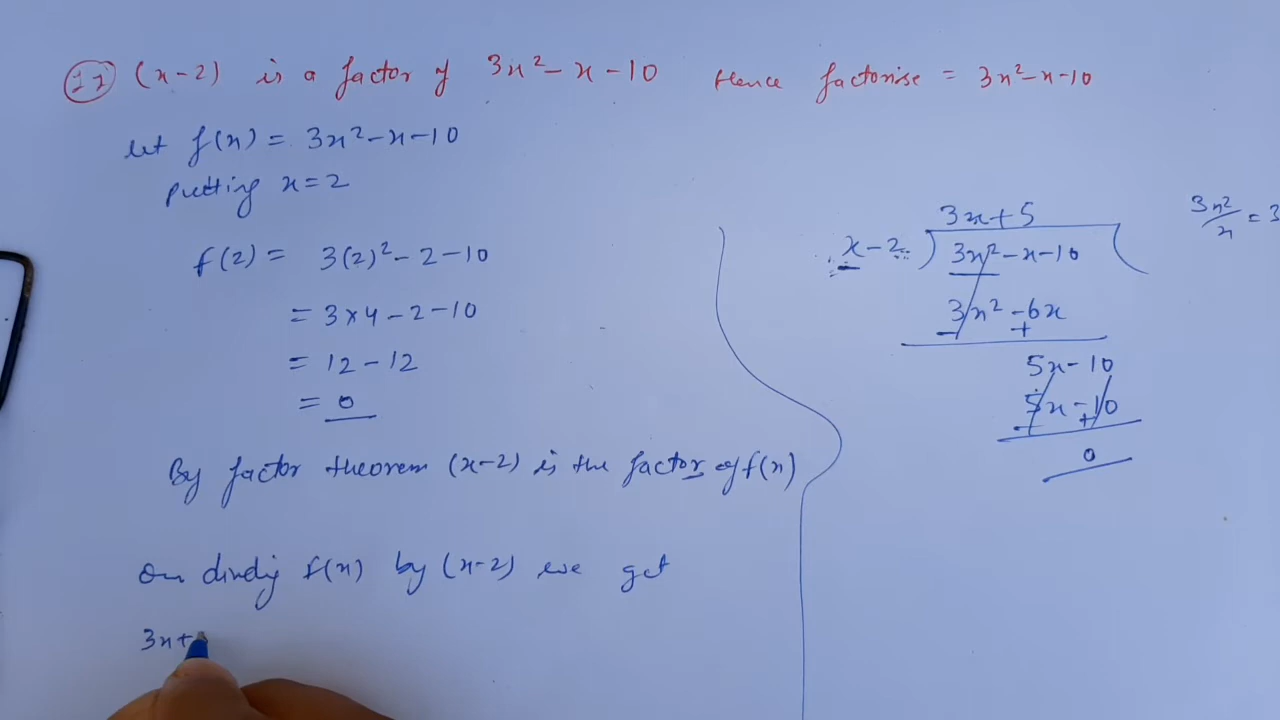 17) (x-2) is a factor of 3x²-x-10 Hence factorise = 3x²-x-10
let f(x) = 3x²-x-10
putting x=2
f(2) = 3(2)²-2-10
= 3×4-2-10
= 12-12
= 0
By factor theorem (x-2) is the factor of f(x)
On dividig f(x) by (x-2) we get
3x+
3x+5
x-2) 3x²-x-10(
3x²-6x
- +
5x-10
5x-10
- +
0
3x²/x = 3